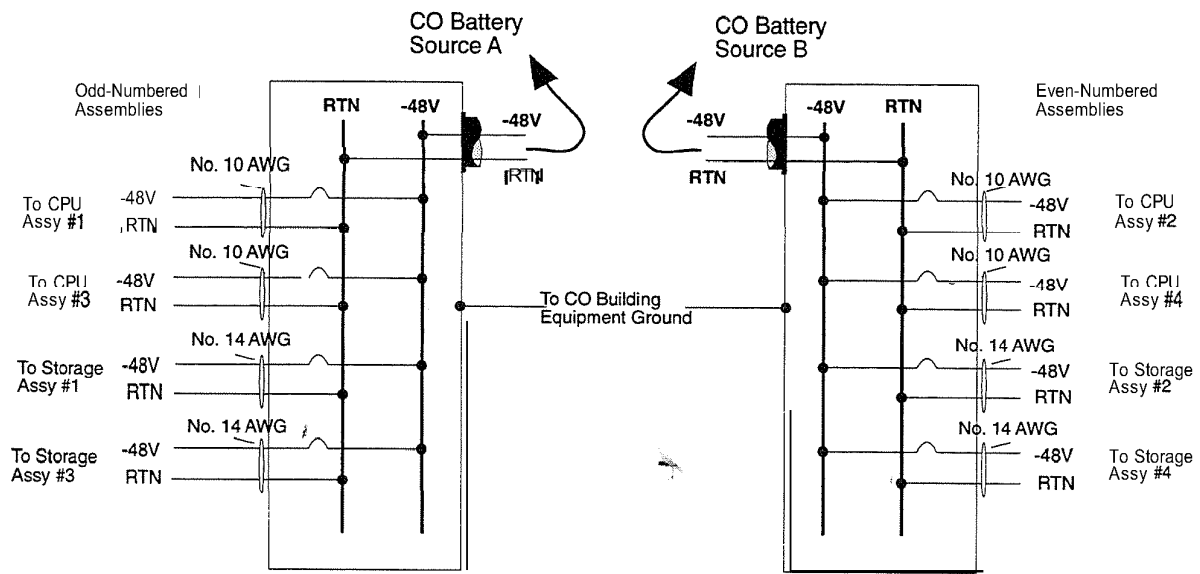 CO Battery
Source A
CO Battery
Source B
Odd-Numbered
Assemblies
Even-Numbered
Assemblies
RTN
-48V
-48V
RTN
-48V
RTN
-48V
RTN
No. 10 AWG
To CPU
Assy #1
-48V
RTN
No. 10 AWG
To CPU
Assy #3
-48V
RTN
No. 14 AWG
To Storage
Assy #1
-48V
RTN
No. 14 AWG
To Storage
Assy #3
-48V
RTN
To CO Building
Equipment Ground
No. 10 AWG
-48V
RTN
To CPU
#2
No. 10 AWG
-48V
RTN
To CPU
Assy
#4
No. 14 AWG
-48V
RTN
To Storage
Assy
#2
No. 14 AWG
-48V
RTN
To Storage
Assy
#4